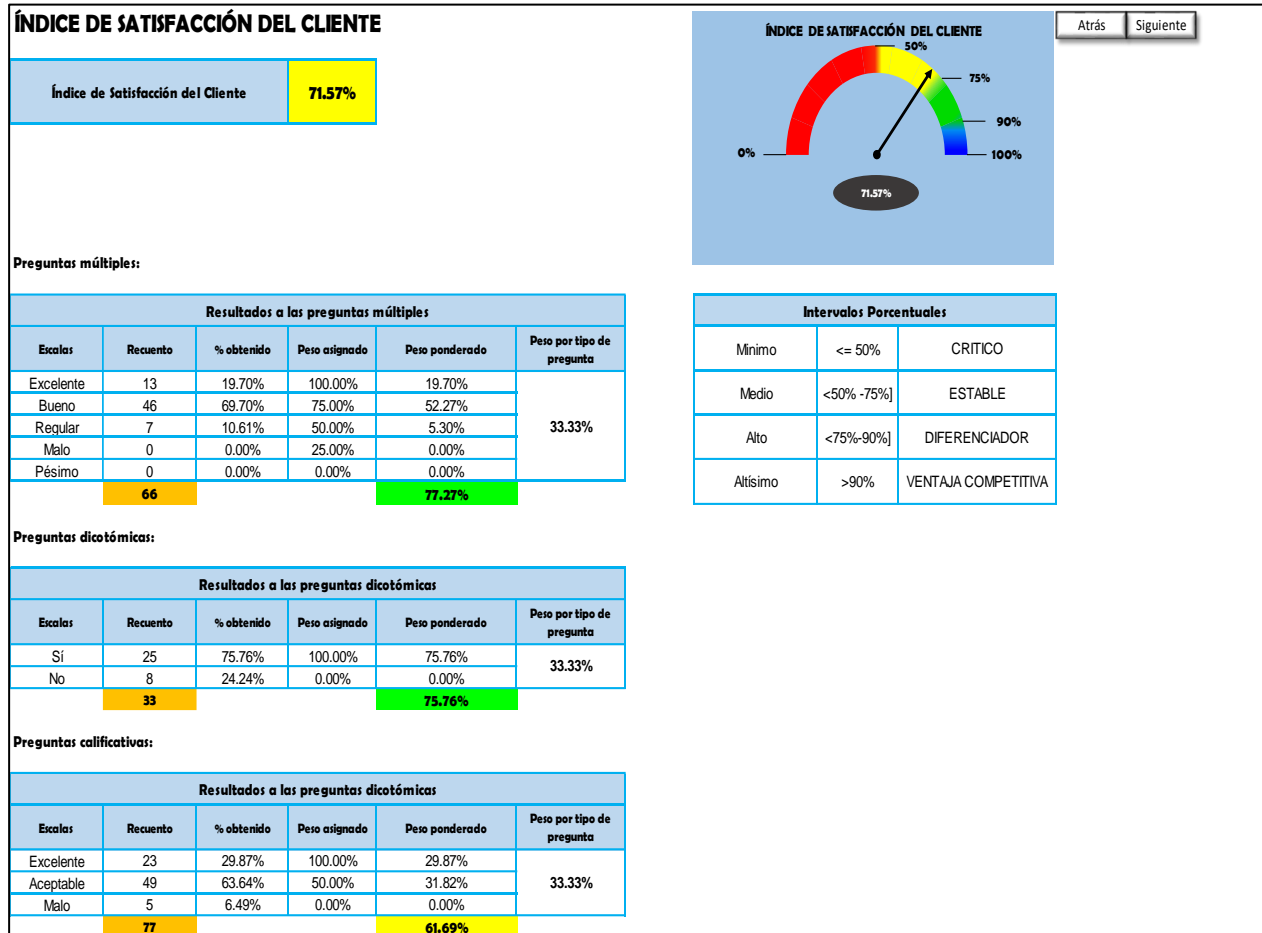 ÍNDICE DE SATISFACCIÓN DEL CLIENTE
Índice de Satisfacción del Cliente 71.57%
ÍNDICE DE SATISFACCIÓN DEL CLIENTE
50%
75%
90%
0%
100%
71.57%
Atrás Siguiente
Preguntas múltiples:
Resultados a las preguntas múltiples
Escalas Recuento % obtenido Peso asignado Peso ponderado Peso por tipo de pregunta
Excelente 13 19.70% 100.00% 19.70%
Bueno 46 69.70% 75.00% 52.27%
Regular 7 10.61% 50.00% 5.30% 33.33%
Malo 0 0.00% 25.00% 0.00%
Pésimo 0 0.00% 0.00% 0.00%
66 77.27%
Intervalos Porcentuales
Minimo <= 50% CRITICO
Medio <50% -75%] ESTABLE
Alto <75%-90%] DIFERENCIADOR
Altísimo >90% VENTAJA COMPETITIVA
Preguntas dicotómicas:
Resultados a las preguntas dicotómicas
Escalas Recuento % obtenido Peso asignado Peso ponderado Peso por tipo de pregunta
Sí 25 75.76% 100.00% 75.76% 33.33%
No 8 24.24% 0.00% 0.00%
33 75.76%
Preguntas calificativas:
Resultados a las preguntas dicotómicas
Escalas Recuento % obtenido Peso asignado Peso ponderado Peso por tipo de pregunta
Excelente 23 29.87% 100.00% 29.87%
Aceptable 49 63.64% 50.00% 31.82% 33.33%
Malo 5 6.49% 0.00% 0.00%
77 61.69%